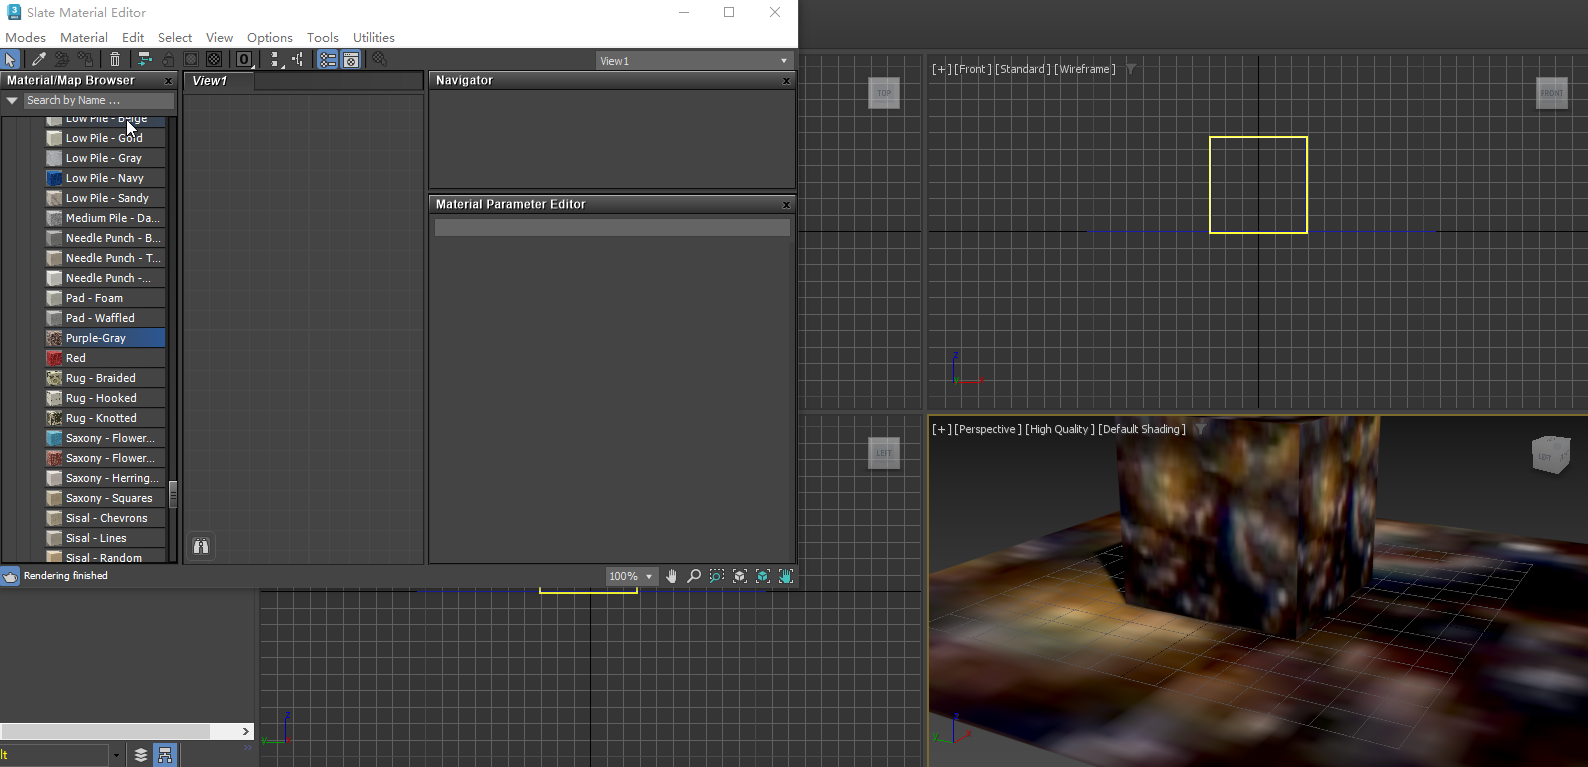 Slate Material Editor
Modes Material Edit Select View Options Tools Utilities
View1
Material/Map Browser
View1
Navigator
Search by Name ...
Low Pile - Beige
Low Pile - Gold
Low Pile - Gray
Low Pile - Navy
Low Pile - Sandy
Medium Pile - Da...
Needle Punch - B...
Needle Punch - T...
Needle Punch -...
Pad - Foam
Pad - Waffled
Purple-Gray
Red
Rug - Braided
Rug - Hooked
Rug - Knotted
Saxony - Flower...
Saxony - Flower...
Saxony - Herring...
Saxony - Squares
Sisal - Chevrons
Sisal - Lines
Sisal - Random
Material Parameter Editor
Rendering finished
100%
TOP
[+] [Front ] [Standard ] [Wireframe ]
FRONT
z
y
x
LEFT
[+] [Perspective ] [High Quality ] [Default Shading ]
LEFT
z
y
x
z
y
x
lt